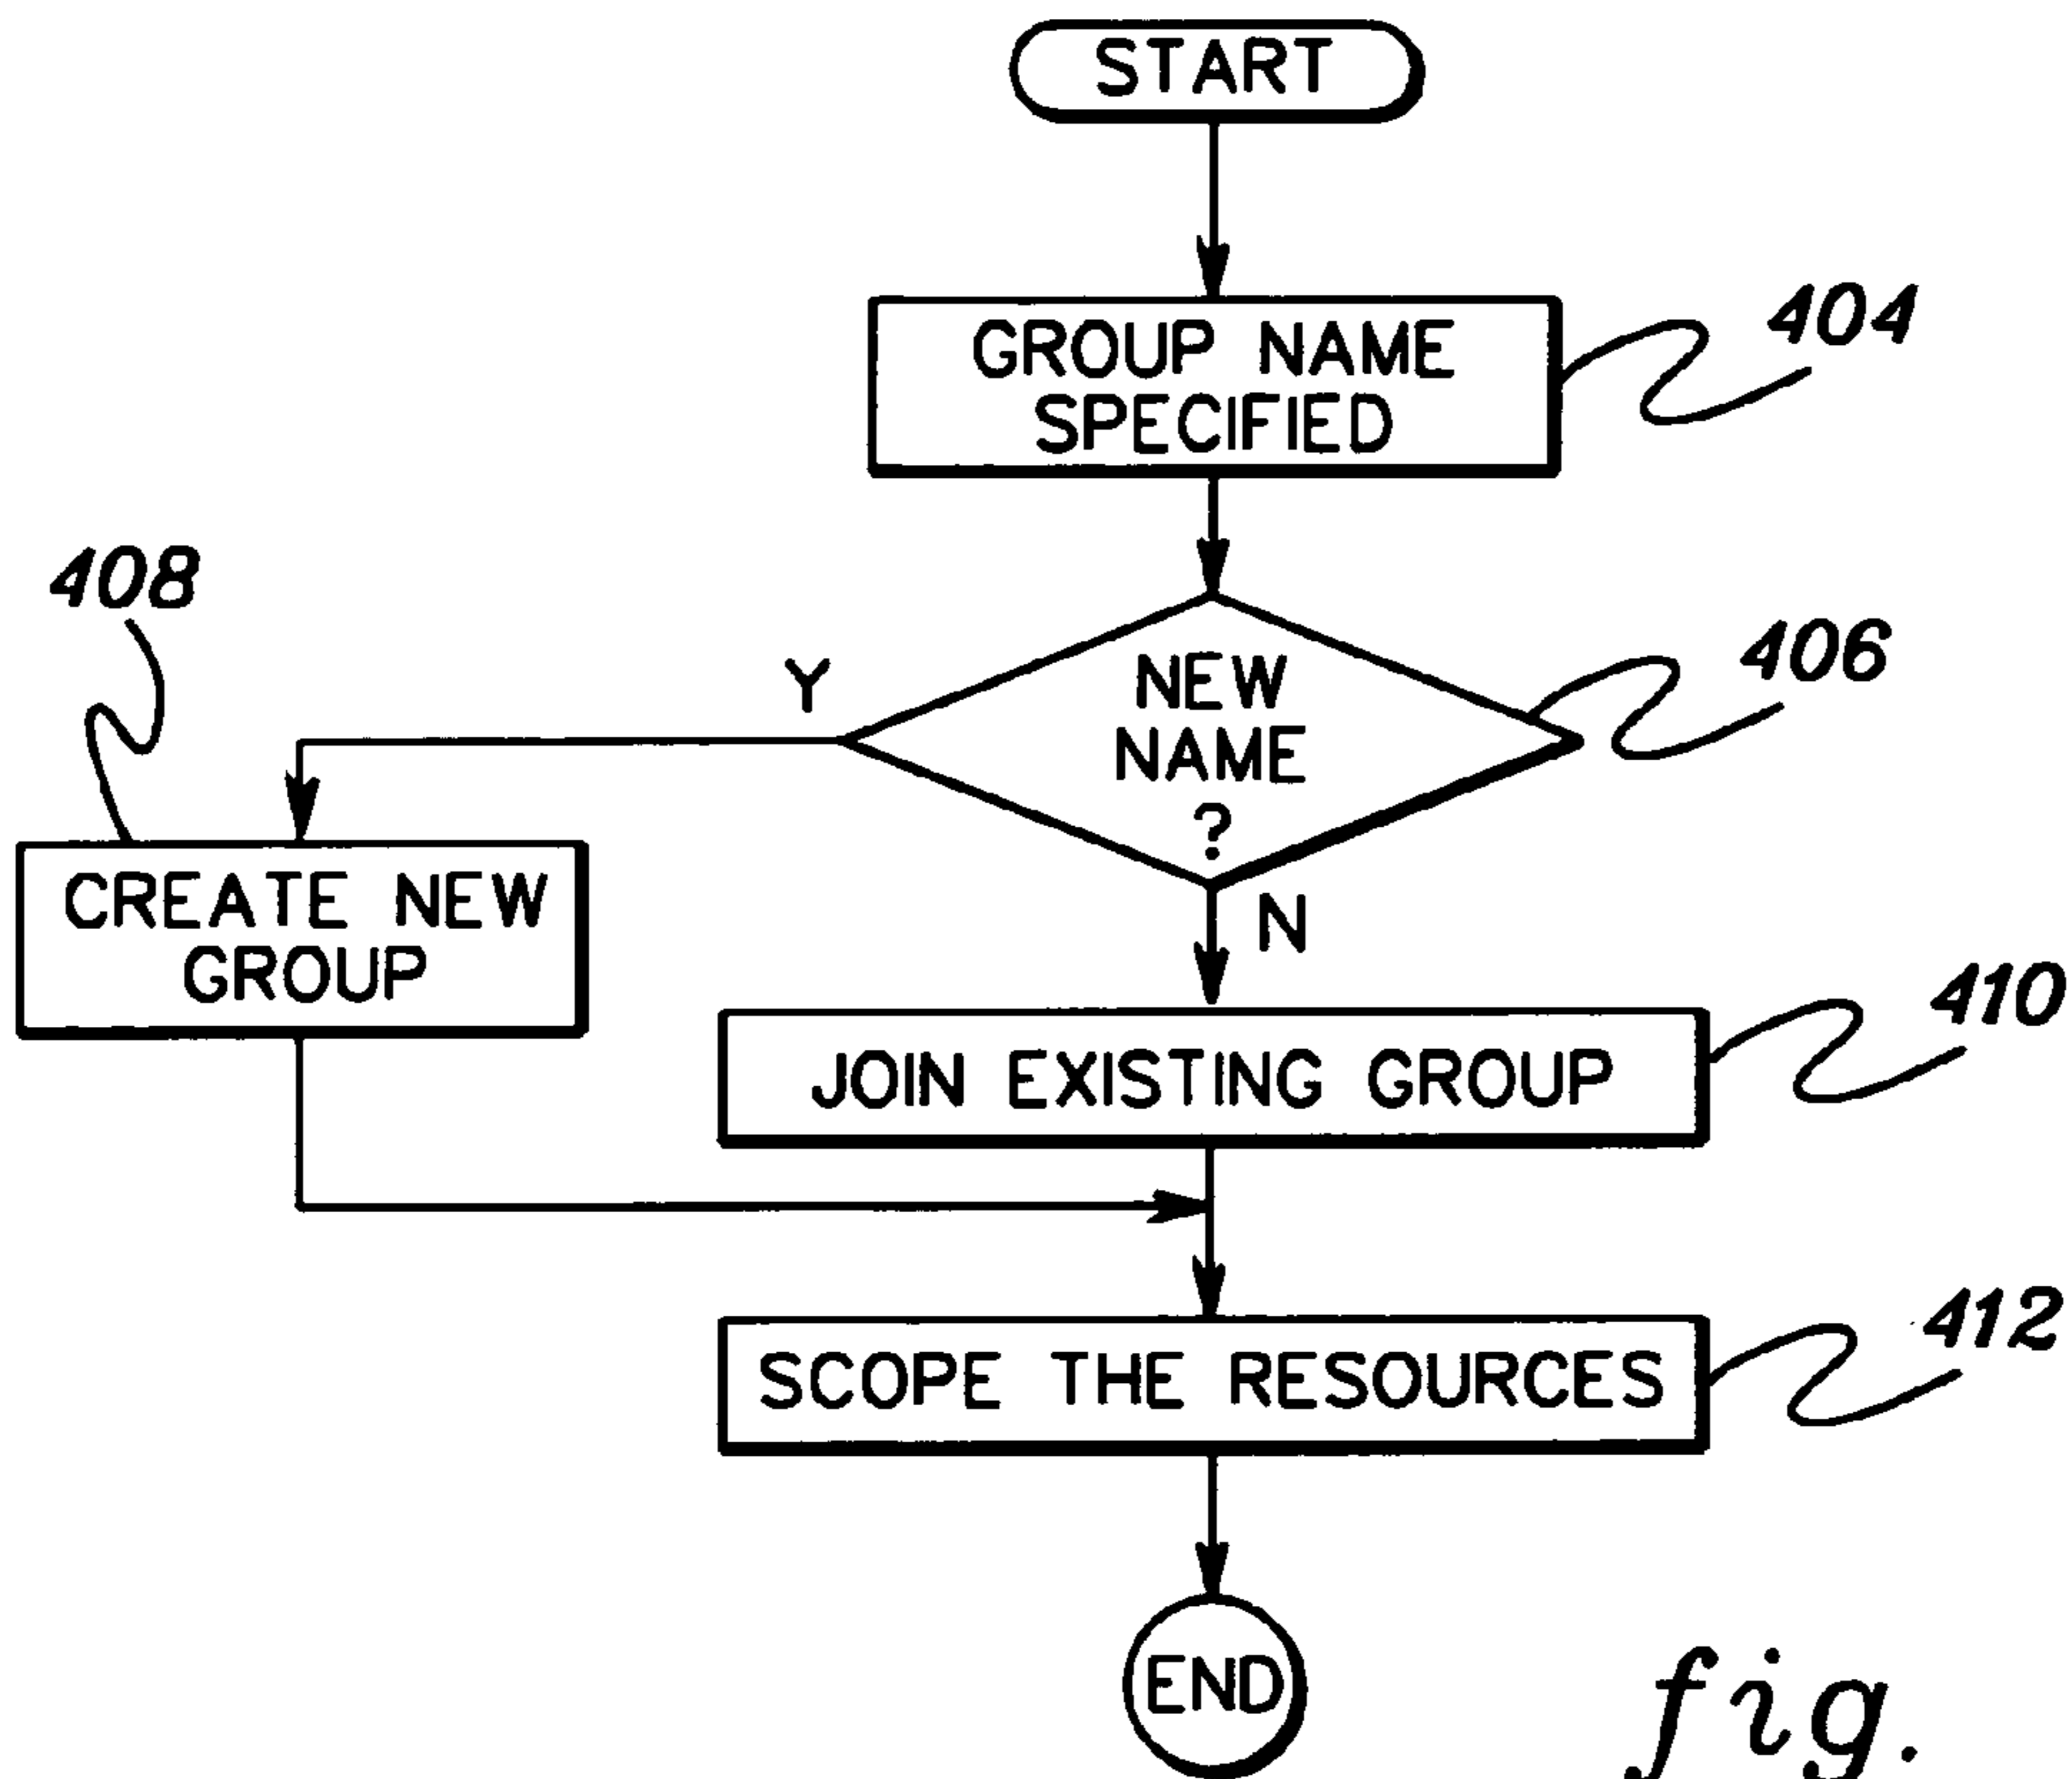 START
GROUP NAME
SPECIFIED
404
408
406
Y
NEW
NAME
?
CREATE NEW
GROUP
N
410
JOIN EXISTING GROUP
412
SCOPE THE RESOURCES
END
fig.